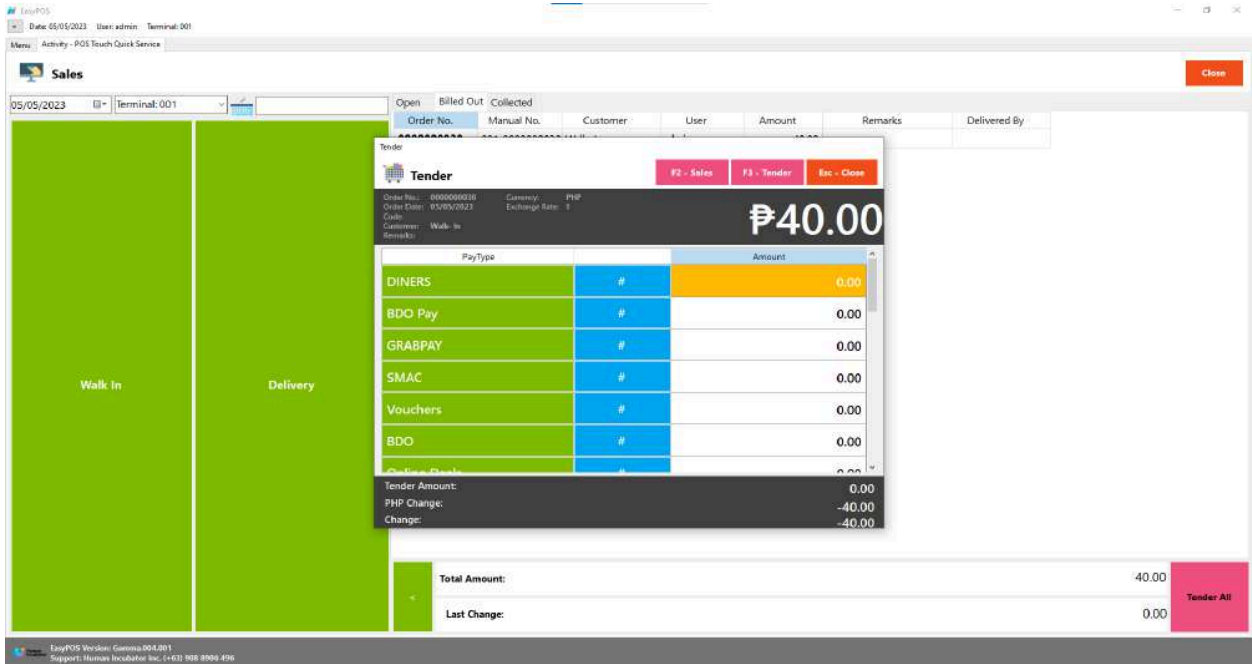 EasyPOS
Date: 05/05/2023 User: admin Terminal: 001
Menu Activity - POS Touch Quick Service
Sales
Close
05/05/2023 Terminal: 001
Open Billed Out Collected
Order No. Manual No. Customer User Amount Remarks Delivered By
Tender
Tender
F2 - Sales F3 - Tender Esc - Close
Order No.: 0000000030 Currency: PHP
Order Date: 05/05/2023 Exchange Rate: 1
Code:
Customer: Walk- In
Remarks:
₱40.00
PayType Amount
DINERS # 0.00
BDO Pay # 0.00
GRABPAY # 0.00
SMAC # 0.00
Vouchers # 0.00
BDO # 0.00
Online Deals # 0.00
Walk In
Delivery
Tender Amount: 0.00
PHP Change: -40.00
Change: -40.00
<
Total Amount: 40.00
Last Change: 0.00
Tender All
EasyPOS Version: Gamma.004.001
Support: Human Incubator Inc. (+63) 908 8906 496